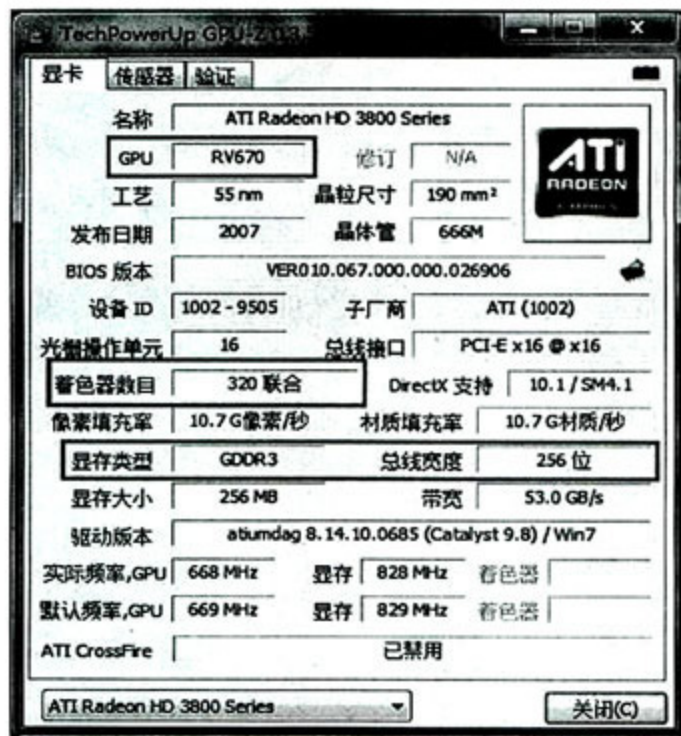 TechPowerUp GPU-Z 0.3.5
显卡 传感器 验证
名称 ATI Radeon HD 3800 Series
GPU RV670 修订 N/A
ATI RADEON GRAPHICS
工艺 55 nm 晶粒尺寸 190 mm²
发布日期 2007 晶体管 666M
BIOS 版本 VER010.067.000.000.026906
设备 ID 1002 - 9505 子厂商 ATI (1002)
光栅操作单元 16 总线接口 PCI-E x16 @ x16
着色器数目 320 联合 DirectX 支持 10.1 / SM4.1
像素填充率 10.7 G像素/秒 材质填充率 10.7 G材质/秒
显存类型 GDDR3 总线宽度 256 位
显存大小 256 MB 带宽 53.0 GB/s
驱动版本 atiumdag 8.14.10.0685 (Catalyst 9.8) / Win7
实际频率,GPU 668 MHz 显存 828 MHz 着色器
默认频率,GPU 669 MHz 显存 829 MHz 着色器
ATI CrossFire 已禁用
ATI Radeon HD 3800 Series 关闭(C)